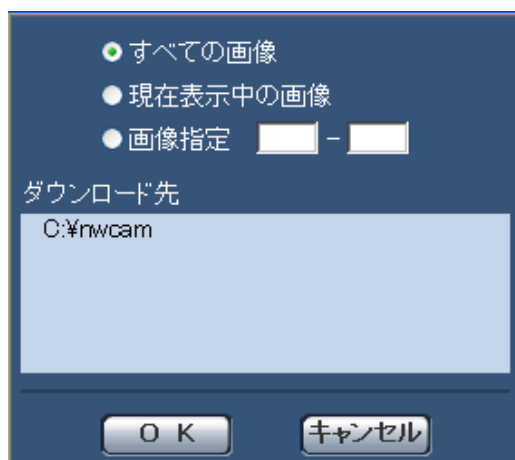 すべての画像
現在表示中の画像
画像指定 -
ダウンロード先
C:¥nwcam
OK キャンセル